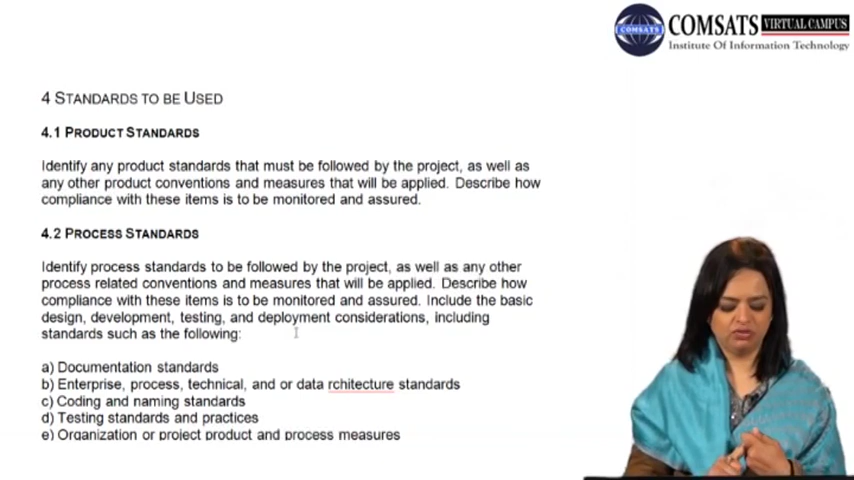 COMSATS
COMSATS VIRTUAL CAMPUS
Institute Of Information Technology
4 STANDARDS TO BE USED
4.1 PRODUCT STANDARDS
Identify any product standards that must be followed by the project, as well as
any other product conventions and measures that will be applied. Describe how
compliance with these items is to be monitored and assured.
4.2 PROCESS STANDARDS
Identify process standards to be followed by the project, as well as any other
process related conventions and measures that will be applied. Describe how
compliance with these items is to be monitored and assured. Include the basic
design, development, testing, and deployment considerations, including
standards such as the following:
a) Documentation standards
b) Enterprise, process, technical, and or data rchitecture standards
c) Coding and naming standards
d) Testing standards and practices
e) Organization or project product and process measures